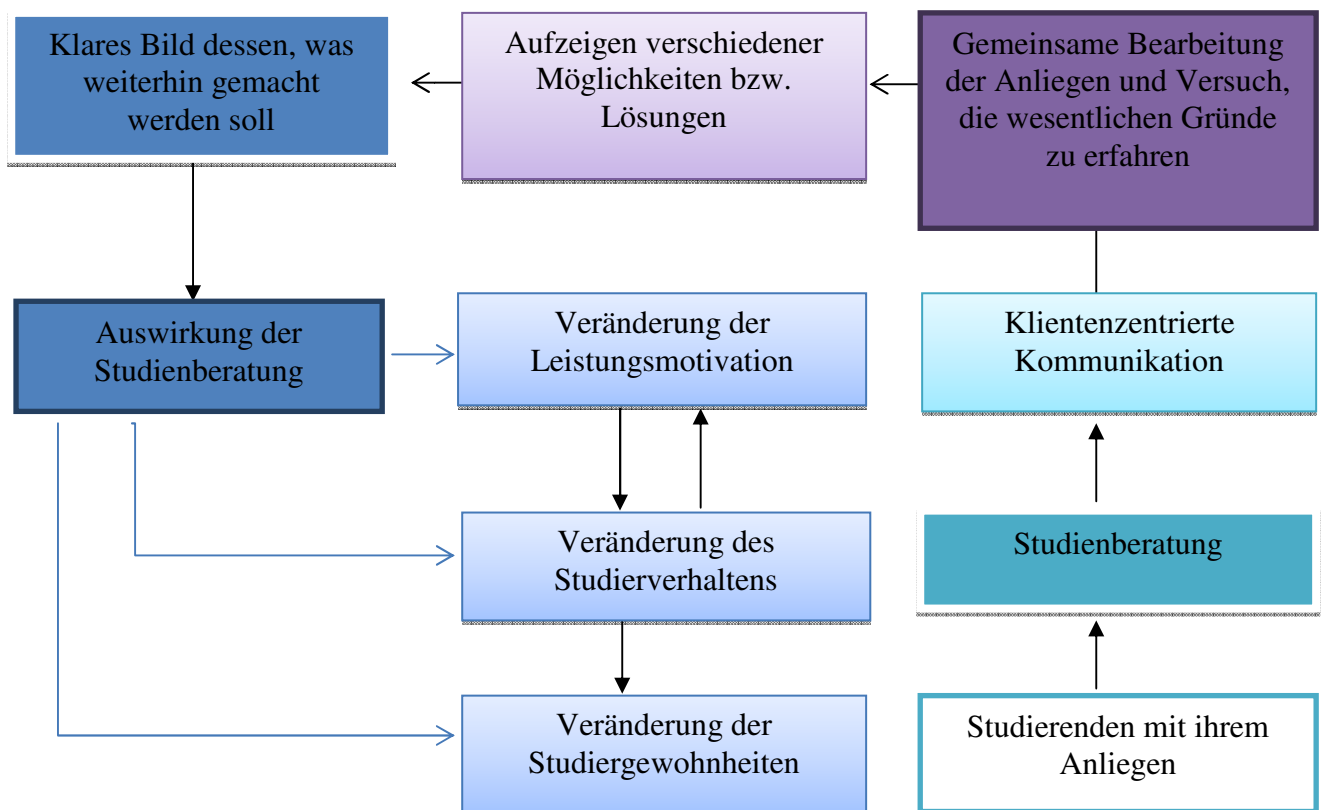 Klares Bild dessen, was
weiterhin gemacht
werden soll
Aufzeigen verschiedener
Möglichkeiten bzw.
Lösungen
Gemeinsame Bearbeitung
der Anliegen und Versuch,
die wesentlichen Gründe
zu erfahren
Auswirkung der
Studienberatung
Veränderung der
Leistungsmotivation
Klientenzentrierte
Kommunikation
Veränderung des
Studierverhaltens
Studienberatung
Veränderung der
Studiergewohnheiten
Studierenden mit ihrem
Anliegen